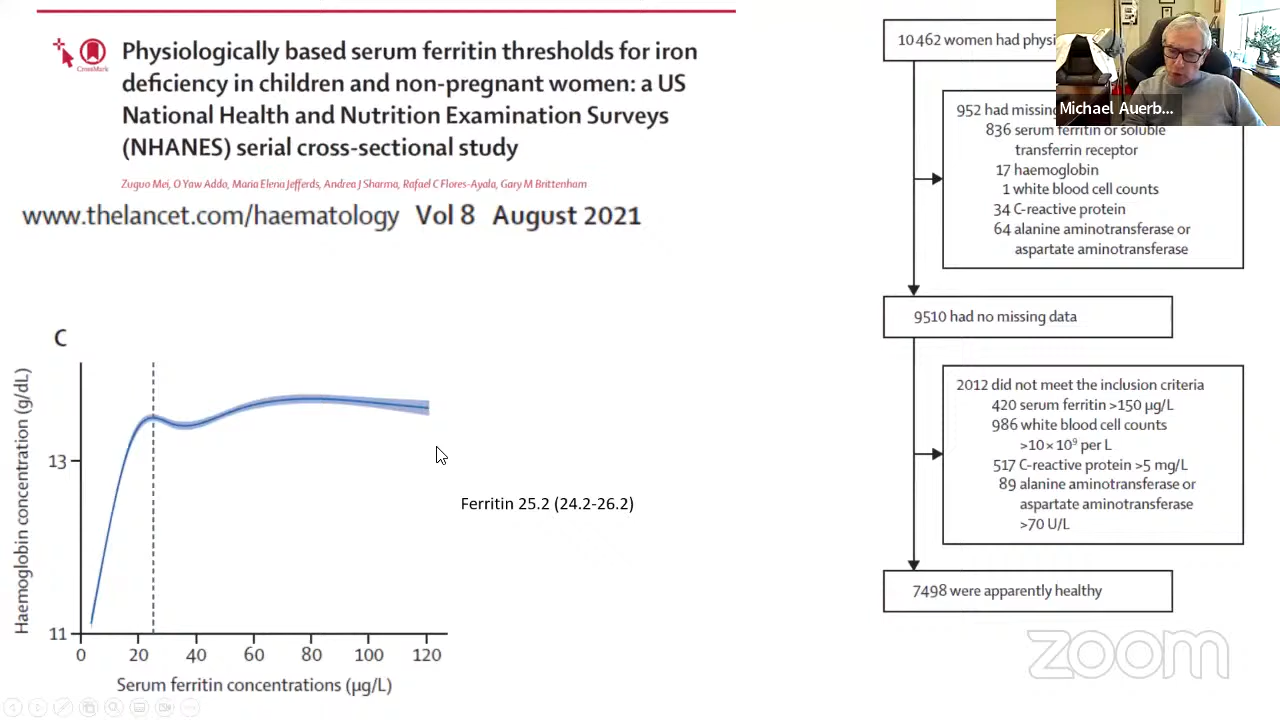 Physiologically based serum ferritin thresholds for iron
deficiency in children and non-pregnant women: a US
National Health and Nutrition Examination Surveys
(NHANES) serial cross-sectional study
CrossMark
Zuguo Mei, O Yaw Addo, Maria Elena Jefferds, Andrea J Sharma, Rafael C Flores-Ayala, Gary M Brittenham
www.thelancet.com/haematology Vol 8 August 2021
C
Haemoglobin concentration (g/dL)
13
11
0 20 40 60 80 100 120
Serum ferritin concentrations (µg/L)
Ferritin 25.2 (24.2-26.2)
10 462 women had
Michael Auerb...
952 had
836 serum ferritin or soluble
transferrin receptor
17 haemoglobin
1 white blood cell counts
34 C-reactive protein
64 alanine aminotransferase or
aspartate aminotransferase
9510 had no missing data
2012 did not meet the inclusion criteria
420 serum ferritin >150 µg/L
986 white blood cell counts
>10 × 10⁹ per L
517 C-reactive protein >5 mg/L
89 alanine aminotransferase or
aspartate aminotransferase
>70 U/L
7498 were apparently healthy
zoom